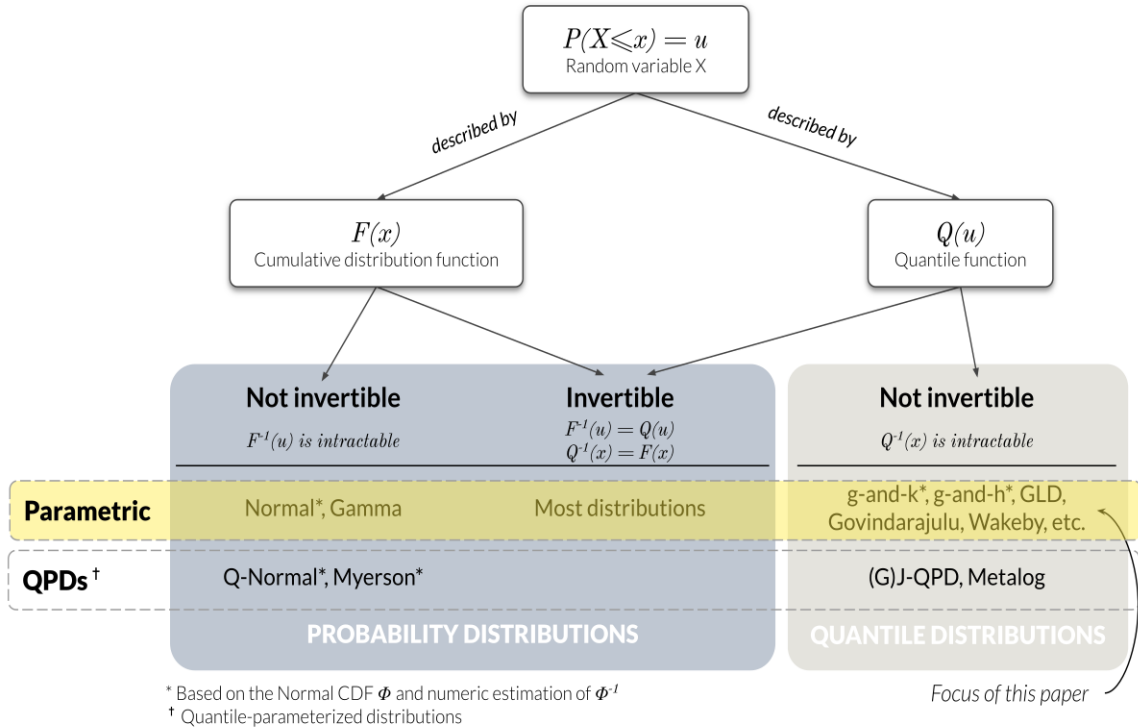 P(X⩽x) = u
Random variable X
described by
described by
F(x)
Cumulative distribution function
Q(u)
Quantile function
Not invertible
F⁻¹(u) is intractable
Invertible
F⁻¹(u) = Q(u)
Q⁻¹(x) = F(x)
Not invertible
Q⁻¹(x) is intractable
Parametric
Normal*, Gamma
Most distributions
g-and-k*, g-and-h*, GLD,
Govindarajulu, Wakeby, etc.
QPDs †
Q-Normal*, Myerson*
(G)J-QPD, Metalog
PROBABILITY DISTRIBUTIONS
QUANTILE DISTRIBUTIONS
* Based on the Normal CDF Φ and numeric estimation of Φ⁻¹
† Quantile-parameterized distributions
Focus of this paper